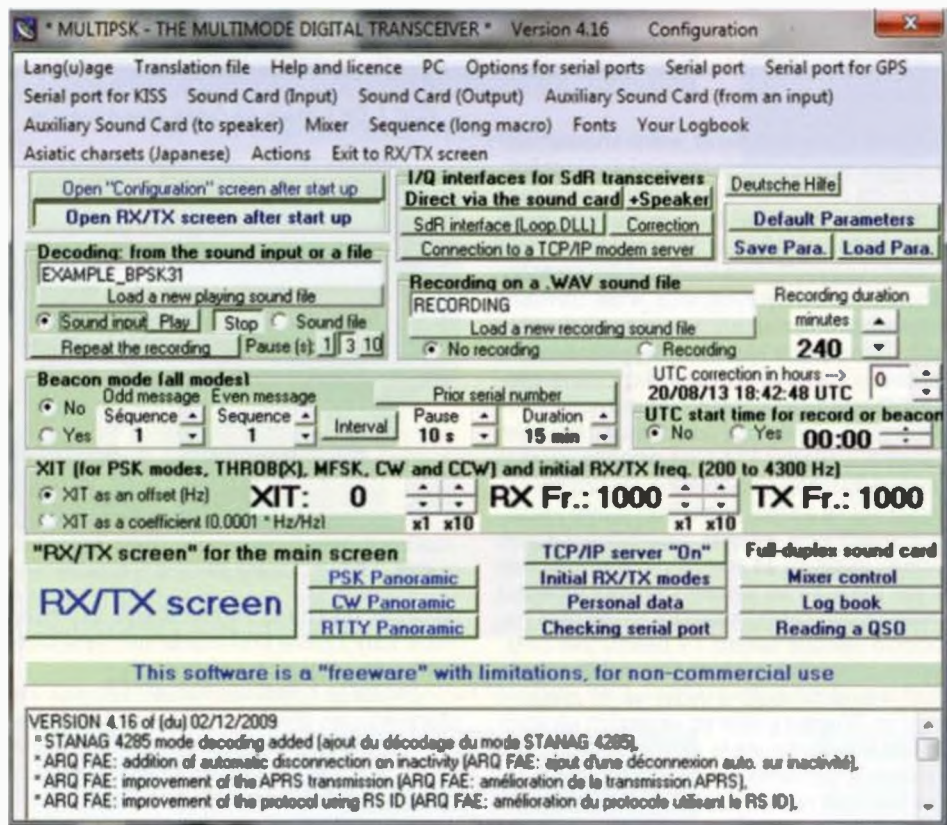 * MULTIPSK - THE MULTIMODE DIGITAL TRANSCEIVER * Version 4.16 Configuration
Lang(u)age Translation file Help and licence PC Options for serial ports Serial port Serial port for GPS
Serial port for KISS Sound Card (Input) Sound Card (Output) Auxiliary Sound Card (from an input)
Auxiliary Sound Card (to speaker) Mixer Sequence (long macro) Fonts Your Logbook
Asiatic charsets (Japanese) Actions Exit to RX/TX screen
Open "Configuration" screen after start up
Open RX/TX screen after start up
I/Q interfaces for SdR transceivers
Direct via the sound card +Speaker
SdR interface (Loop.DLL) Correction
Connection to a TCP/IP modem server
Deutsche Hilfe
Default Parameters
Save Para. Load Para.
Decoding: from the sound input or a file
EXAMPLE_BPSK31
Load a new playing sound file
Sound input Play Stop Sound file
Repeat the recording Pause (s): 1 3 10
Recording on a .WAV sound file
RECORDING
Load a new recording sound file
No recording Recording
Recording duration
minutes
240
Beacon mode (all modes)
Odd message Even message
No
Yes
Séquence
1
Sequence
1
Interval
Prior serial number
Pause
10 s
Duration
15 min
UTC correction in hours --> 0
20/08/13 18:42:48 UTC
UTC start time for record or beacon
No Yes 00:00
XIT (for PSK modes, THROB(X), MFSK, CW and CCW) and initial RX/TX freq. (200 to 4300 Hz)
XIT as an offset (Hz)
XIT as a coefficient (0.0001 * Hz/Hz)
XIT: 0
x1 x10
RX Fr.: 1000
x1 x10
TX Fr.: 1000
"RX/TX screen" for the main screen
RX/TX screen
PSK Panoramic
CW Panoramic
RTTY Panoramic
TCP/IP server "On"
Initial RX/TX modes
Personal data
Checking serial port
Full-duplex sound card
Mixer control
Log book
Reading a QSO
This software is a "freeware" with limitations, for non-commercial use
VERSION 4.16 of (du) 02/12/2009
* STANAG 4285 mode decoding added (ajout du décodage du mode STANAG 4285),
* ARQ FAE: addition of automatic disconnection on inactivity (ARQ FAE: ajout d'une déconnexion auto. sur inactivité),
* ARQ FAE: improvement of the APRS transmission (ARQ FAE: amélioration de la transmission APRS),
* ARQ FAE: improvement of the protocol using RS ID (ARQ FAE: amélioration du protocole utilisant le RS ID),